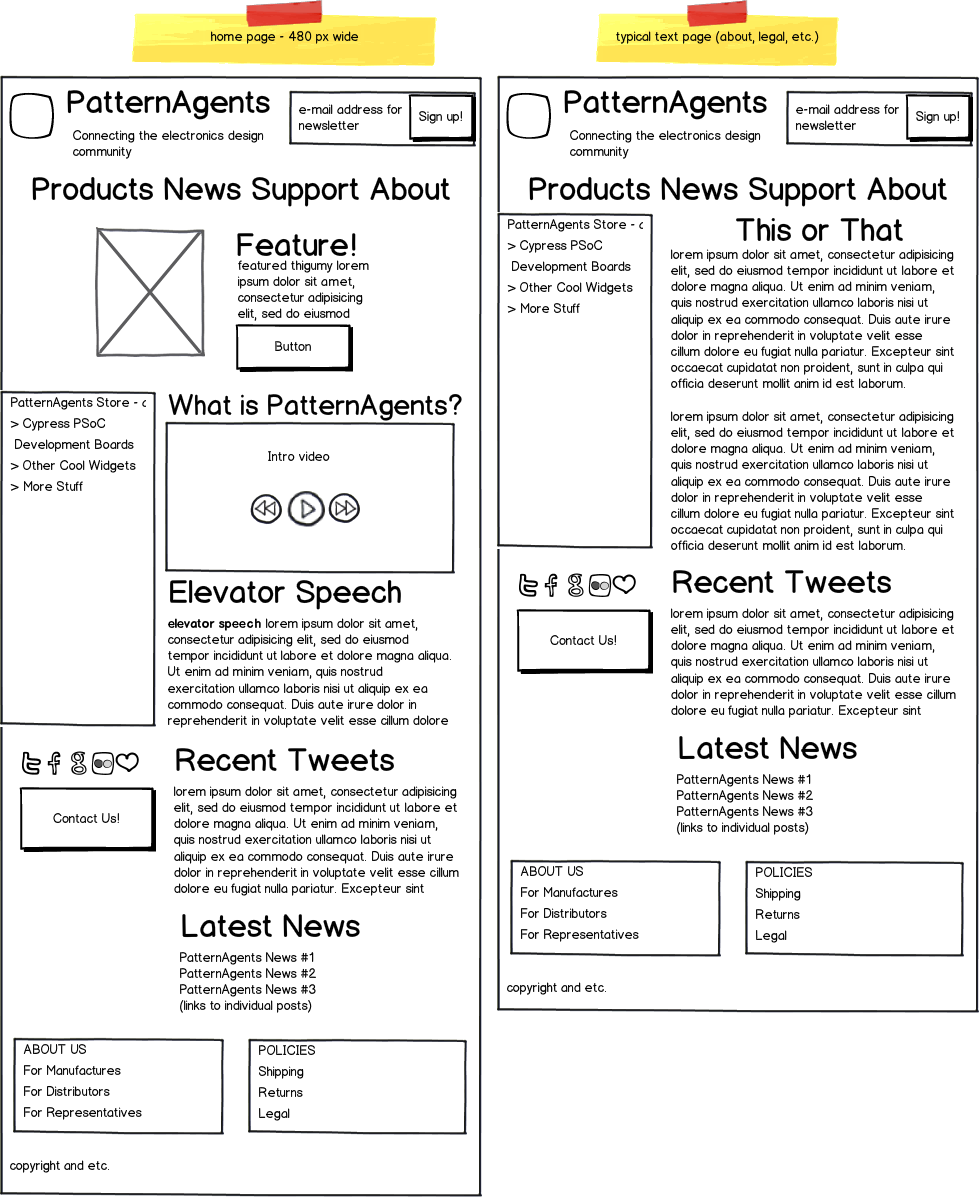 home page - 480 px wide
PatternAgents
Connecting the electronics design
community
e-mail address for
newsletter
Sign up!
Products News Support About
Feature!
featured thigumy lorem
ipsum dolor sit amet,
consectetur adipisicing
elit, sed do eiusmod
Button
PatternAgents Store - c
> Cypress PSoC
Development Boards
> Other Cool Widgets
> More Stuff
What is PatternAgents?
Intro video
Elevator Speech
elevator speech lorem ipsum dolor sit amet,
consectetur adipisicing elit, sed do eiusmod
tempor incididunt ut labore et dolore magna aliqua.
Ut enim ad minim veniam, quis nostrud
exercitation ullamco laboris nisi ut aliquip ex ea
commodo consequat. Duis aute irure dolor in
reprehenderit in voluptate velit esse cillum dolore
Contact Us!
Recent Tweets
lorem ipsum dolor sit amet, consectetur adipisicing
elit, sed do eiusmod tempor incididunt ut labore et
dolore magna aliqua. Ut enim ad minim veniam,
quis nostrud exercitation ullamco laboris nisi ut
aliquip ex ea commodo consequat. Duis aute irure
dolor in reprehenderit in voluptate velit esse cillum
dolore eu fugiat nulla pariatur. Excepteur sint
Latest News
PatternAgents News #1
PatternAgents News #2
PatternAgents News #3
(links to individual posts)
ABOUT US
For Manufactures
For Distributors
For Representatives
POLICIES
Shipping
Returns
Legal
copyright and etc.
typical text page (about, legal, etc.)
PatternAgents
Connecting the electronics design
community
e-mail address for
newsletter
Sign up!
Products News Support About
PatternAgents Store - c
> Cypress PSoC
Development Boards
> Other Cool Widgets
> More Stuff
This or That
lorem ipsum dolor sit amet, consectetur adipisicing
elit, sed do eiusmod tempor incididunt ut labore et
dolore magna aliqua. Ut enim ad minim veniam,
quis nostrud exercitation ullamco laboris nisi ut
aliquip ex ea commodo consequat. Duis aute irure
dolor in reprehenderit in voluptate velit esse
cillum dolore eu fugiat nulla pariatur. Excepteur sint
occaecat cupidatat non proident, sunt in culpa qui
officia deserunt mollit anim id est laborum.
lorem ipsum dolor sit amet, consectetur adipisicing
elit, sed do eiusmod tempor incididunt ut labore et
dolore magna aliqua. Ut enim ad minim veniam,
quis nostrud exercitation ullamco laboris nisi ut
aliquip ex ea commodo consequat. Duis aute irure
dolor in reprehenderit in voluptate velit esse
cillum dolore eu fugiat nulla pariatur. Excepteur sint
occaecat cupidatat non proident, sunt in culpa qui
officia deserunt mollit anim id est laborum.
Contact Us!
Recent Tweets
lorem ipsum dolor sit amet, consectetur adipisicing
elit, sed do eiusmod tempor incididunt ut labore et
dolore magna aliqua. Ut enim ad minim veniam,
quis nostrud exercitation ullamco laboris nisi ut
aliquip ex ea commodo consequat. Duis aute irure
dolor in reprehenderit in voluptate velit esse cillum
dolore eu fugiat nulla pariatur. Excepteur sint
Latest News
PatternAgents News #1
PatternAgents News #2
PatternAgents News #3
(links to individual posts)
ABOUT US
For Manufactures
For Distributors
For Representatives
POLICIES
Shipping
Returns
Legal
copyright and etc.